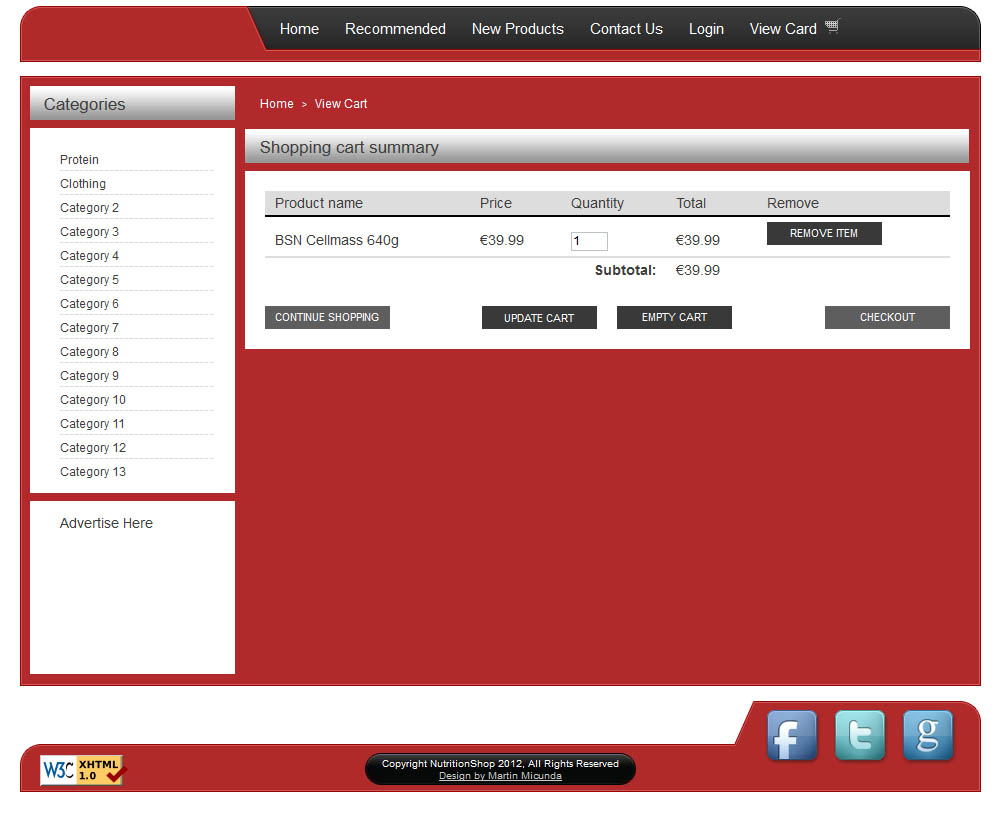 Home Recommended New Products Contact Us Login View Card
Categories
Protein
Clothing
Category 2
Category 3
Category 4
Category 5
Category 6
Category 7
Category 8
Category 9
Category 10
Category 11
Category 12
Category 13
Advertise Here
Home > View Cart
Shopping cart summary
Product name Price Quantity Total Remove
BSN Cellmass 640g €39.99 1 €39.99 REMOVE ITEM
Subtotal: €39.99
CONTINUE SHOPPING UPDATE CART EMPTY CART CHECKOUT
f t g
W3C XHTML 1.0
Copyright NutritionShop 2012, All Rights Reserved
Design by Martin Micunda